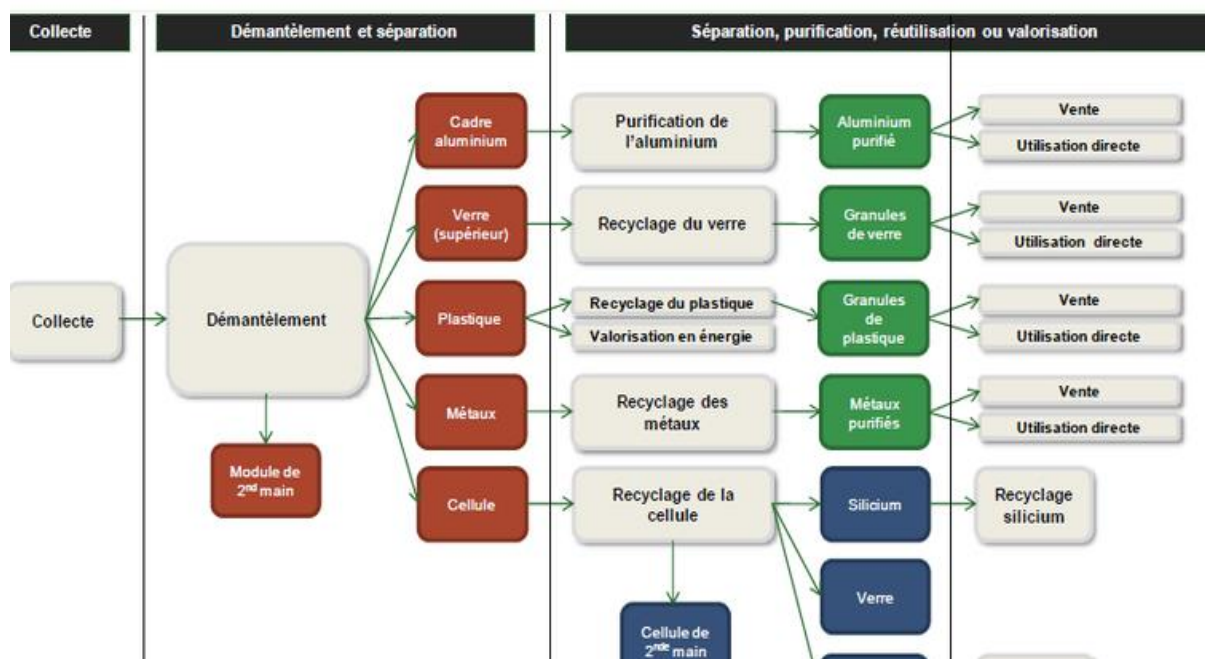 Collecte
Démantèlement et séparation
Séparation, purification, réutilisation ou valorisation
Cadre
aluminium
Purification de
l'aluminium
Aluminium
purifié
Vente
Utilisation directe
Verre
(supérieur)
Recyclage du verre
Granules
de verre
Vente
Utilisation directe
Collecte
Démantèlement
Plastique
Recyclage du plastique
Valorisation en énergie
Granules
de
plastique
Vente
Utilisation directe
Métaux
Recyclage des
métaux
Métaux
purifiés
Vente
Utilisation directe
Module de
2nd main
Cellule
Recyclage de la
cellule
Silicium
Recyclage
silicium
Verre
Cellule de
2nde main